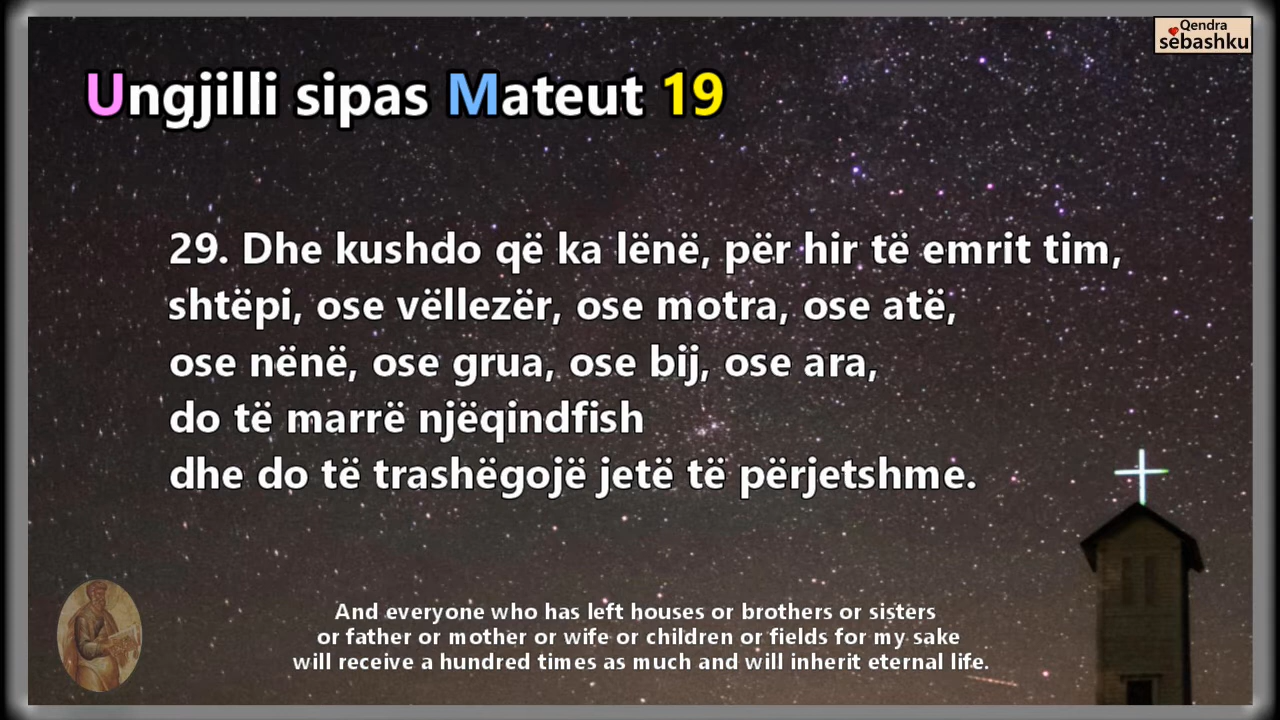 Qendra
sebashku
Ungjilli sipas Mateut 19
29. Dhe kushdo që ka lënë, për hir të emrit tim,
shtëpi, ose vëllezër, ose motra, ose atë,
ose nënë, ose grua, ose bij, ose ara,
do të marrë njëqindfish
dhe do të trashëgojë jetë të përjetshme.
And everyone who has left houses or brothers or sisters
or father or mother or wife or children or fields for my sake
will receive a hundred times as much and will inherit eternal life.